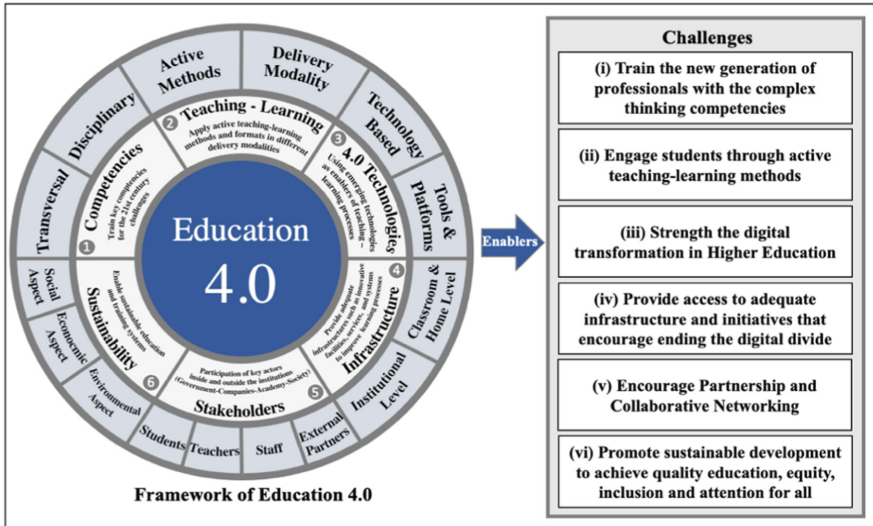 Education
4.0
1
Competencies
Train key comptencies
for the 21st century
challenges
Transversal
Disciplinary
2
Teaching - Learning
Apply active teaching-learning
methods and formats in different
delivery modalities
Active
Methods
Delivery
Modality
3
4.0 Technologies
Using emerging technologies
as enablers of teaching–
learning processes
Technology
Based
Tools &
Platforms
4
Infrastructure
Provide adequate
infrastructures such as innovative
facilities, services, and systems
to improve learning processes
Classroom &
Home Level
Institutional
Level
5
Participation of key actors
inside and outside the institutions
(Government-Companies-Academy-Society)
Stakeholders
External
Partners
Staff
Teachers
Students
6
Sustainability
Enable sustainable education
and training systems
Environmental
Aspect
Econocmic
Aspect
Social
Aspect
Framework of Education 4.0
Enablers
Challenges
(i) Train the new generation of
professionals with the complex
thinking competencies
(ii) Engage students through active
teaching-learning methods
(iii) Strength the digital
transformation in Higher Education
(iv) Provide access to adequate
infrastructure and initiatives that
encourage ending the digital divide
(v) Encourage Partnership and
Collaborative Networking
(vi) Promote sustainable development
to achieve quality education, equity,
inclusion and attention for all